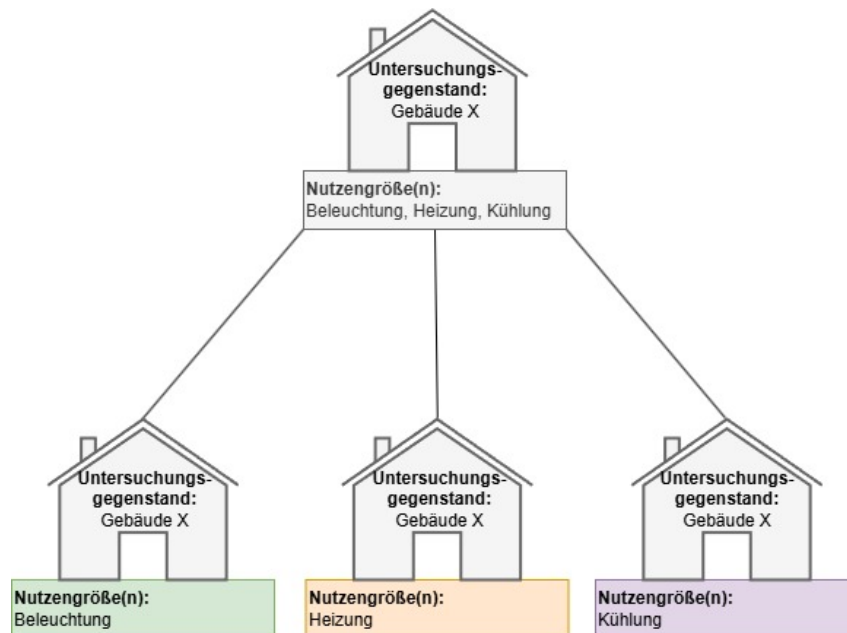 Untersuchungs-
gegenstand:
Gebäude X
Nutzengröße(n):
Beleuchtung, Heizung, Kühlung
Untersuchungs-
gegenstand:
Gebäude X
Nutzengröße(n):
Beleuchtung
Untersuchungs-
gegenstand:
Gebäude X
Nutzengröße(n):
Heizung
Untersuchungs-
gegenstand:
Gebäude X
Nutzengröße(n):
Kühlung